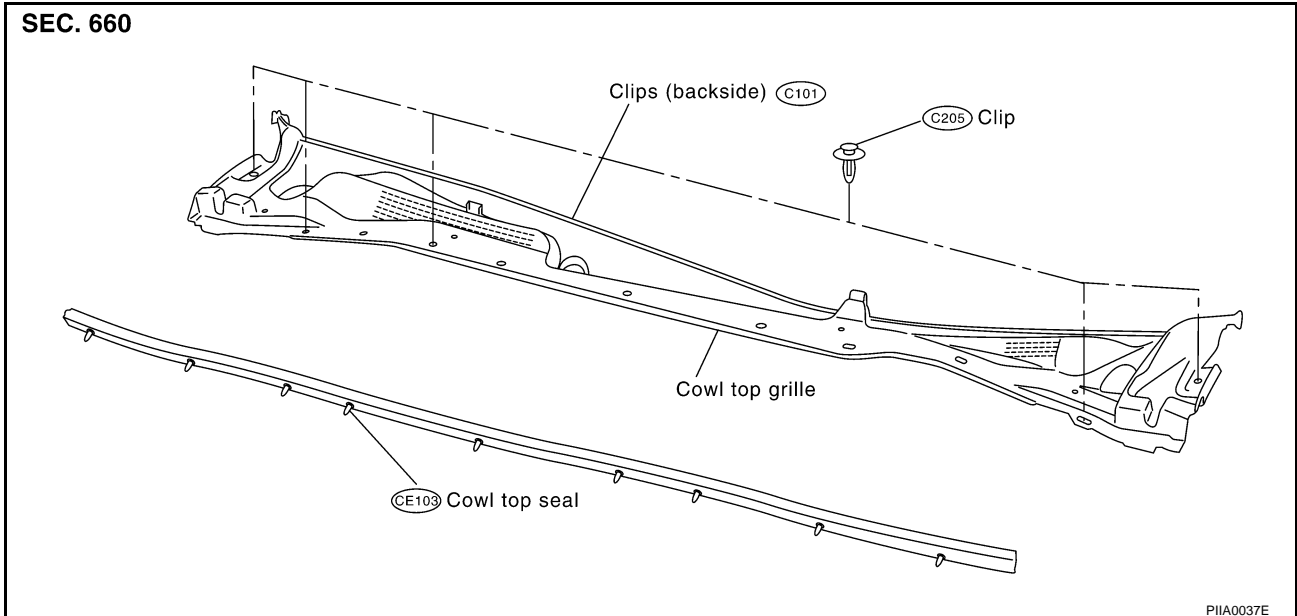 SEC. 660
Clips (backside) C101
C205 Clip
Cowl top grille
CE103 Cowl top seal
PIIA0037E